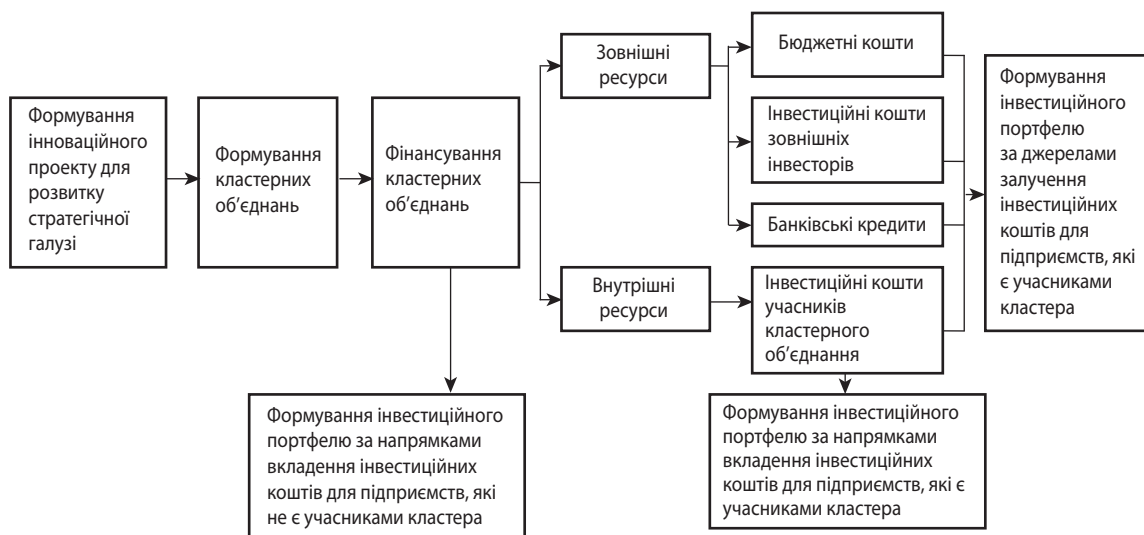 Формування
інноваційного
проекту для
розвитку
стратегічної
галузі
Формування
кластерних
об’єднань
Фінансування
кластерних
об’єднань
Зовнішні
ресурси
Внутрішні
ресурси
Бюджетні кошти
Інвестиційні кошти
зовнішніх
інвесторів
Банківські кредити
Інвестиційні кошти
учасників
кластерного
об’єднання
Формування
інвестиційного
портфелю
за джерелами
залучення
інвестиційних
коштів для
підприємств, які
є учасниками
кластера
Формування інвестиційного
портфелю за напрямками
вкладення інвестиційних
коштів для підприємств, які
не є учасниками кластера
Формування інвестиційного
портфелю за напрямками
вкладення інвестиційних
коштів для підприємств, які є
учасниками кластера